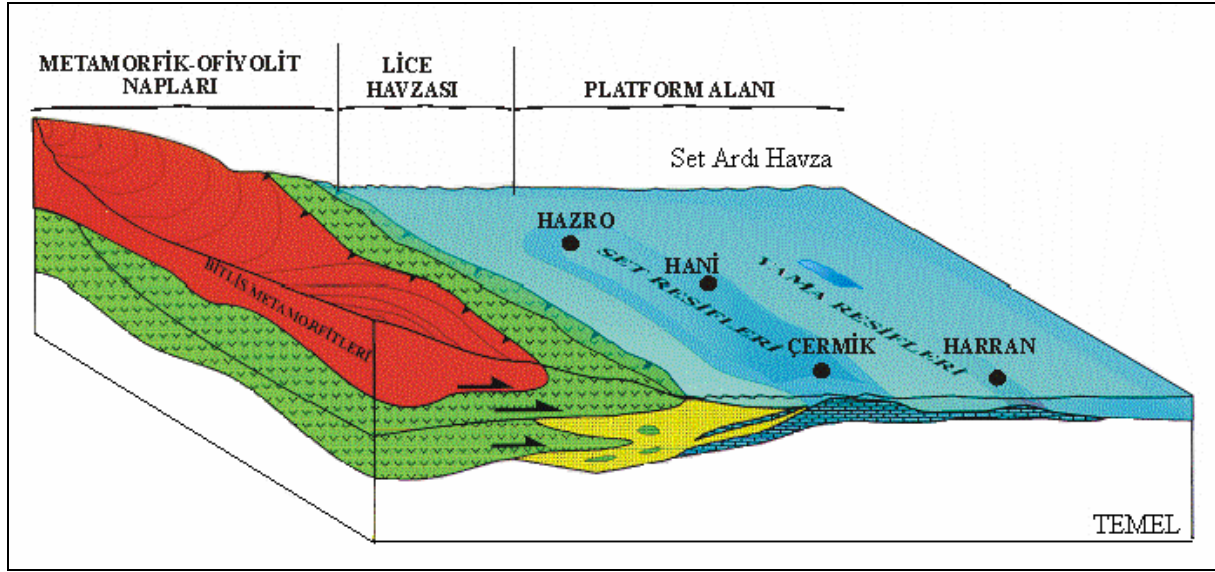 METAMORFİK-OFİYOLİT
NAPLARI
LİCE
HAVZASI
PLATFORM ALANI
Set Ardı Havza
HAZRO
HANİ
SET RESİFLERİ
YAMA RESİFLERİ
ÇERMİK
HARRAN
BİTLİS METAMORFİTLERİ
TEMEL